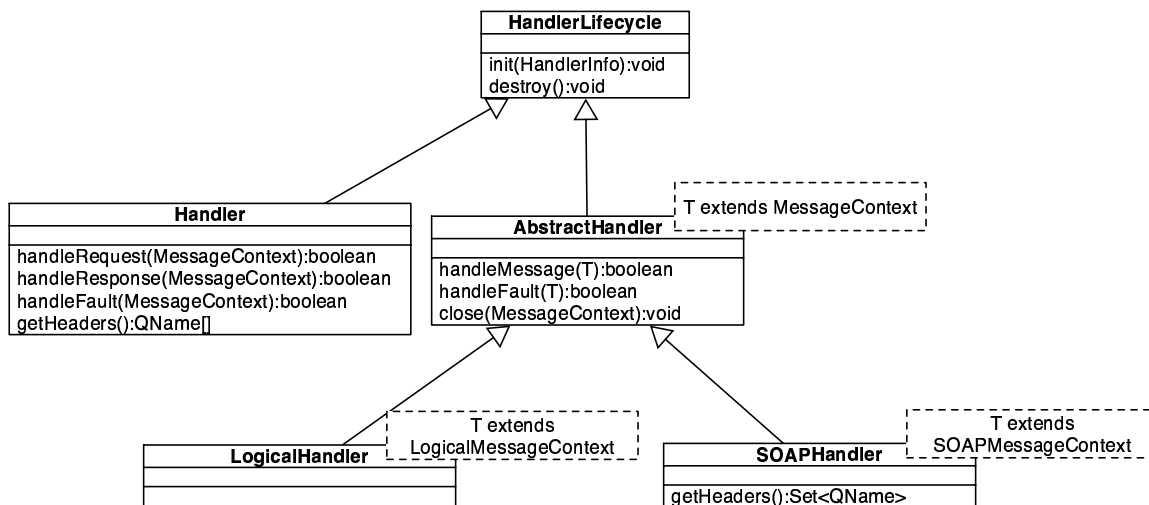 HandlerLifecycle
init(HandlerInfo):void
destroy():void
Handler
handleRequest(MessageContext):boolean
handleResponse(MessageContext):boolean
handleFault(MessageContext):boolean
getHeaders():QName[]
T extends MessageContext
AbstractHandler
handleMessage(T):boolean
handleFault(T):boolean
close(MessageContext):void
T extends
LogicalMessageContext
LogicalHandler
T extends
SOAPMessageContext
SOAPHandler
getHeaders():Set<QName>